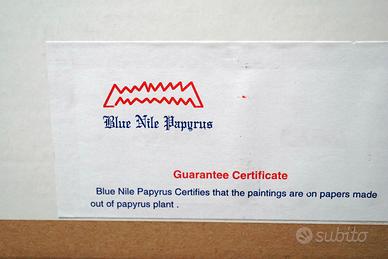 Blue Nile Papyrus
Guarantee Certificate
Blue Nile Papyrus Certifies that the paintings are on papers made
out of papyrus plant .
subito